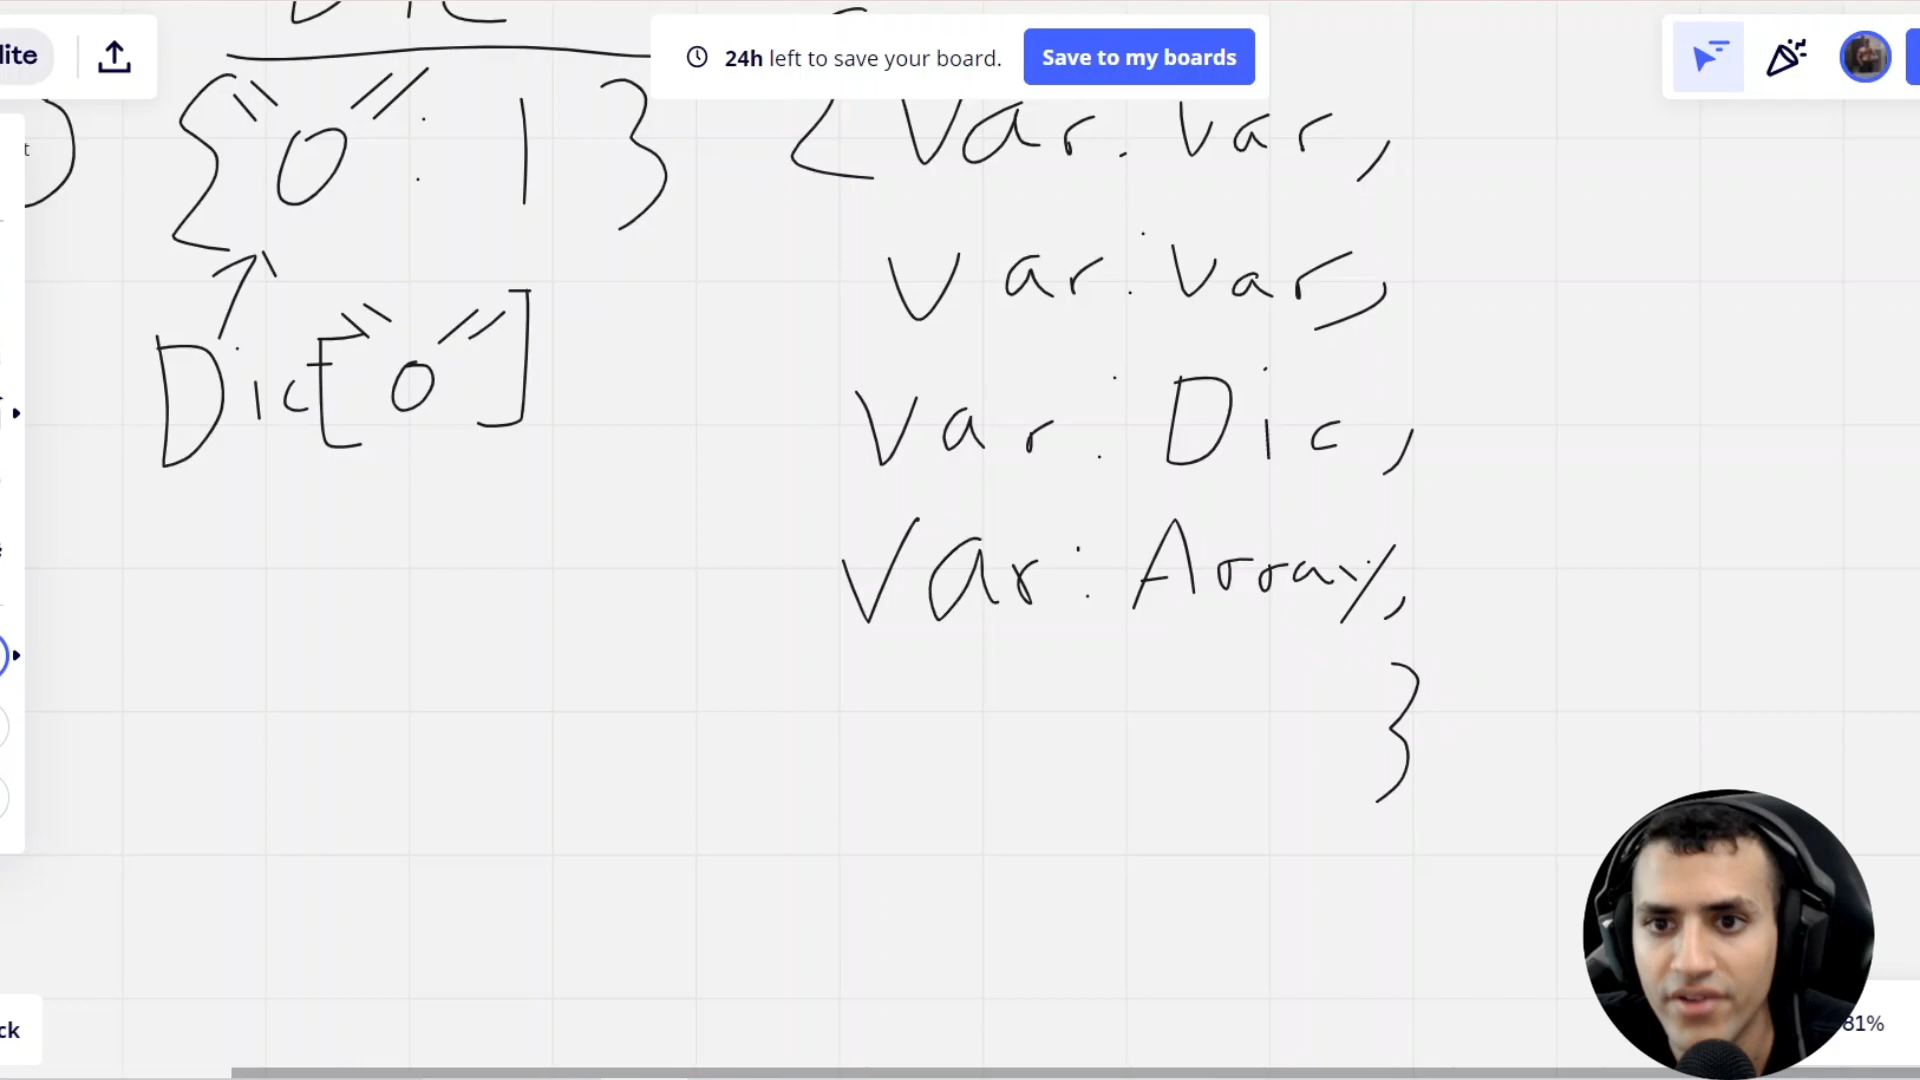 lite
24h left to save your board.
Save to my boards
t
{"0" : 1}
{var : var,
var : var,
Dic["0"]
var : Dic,
var : Array,
}
ck
81%